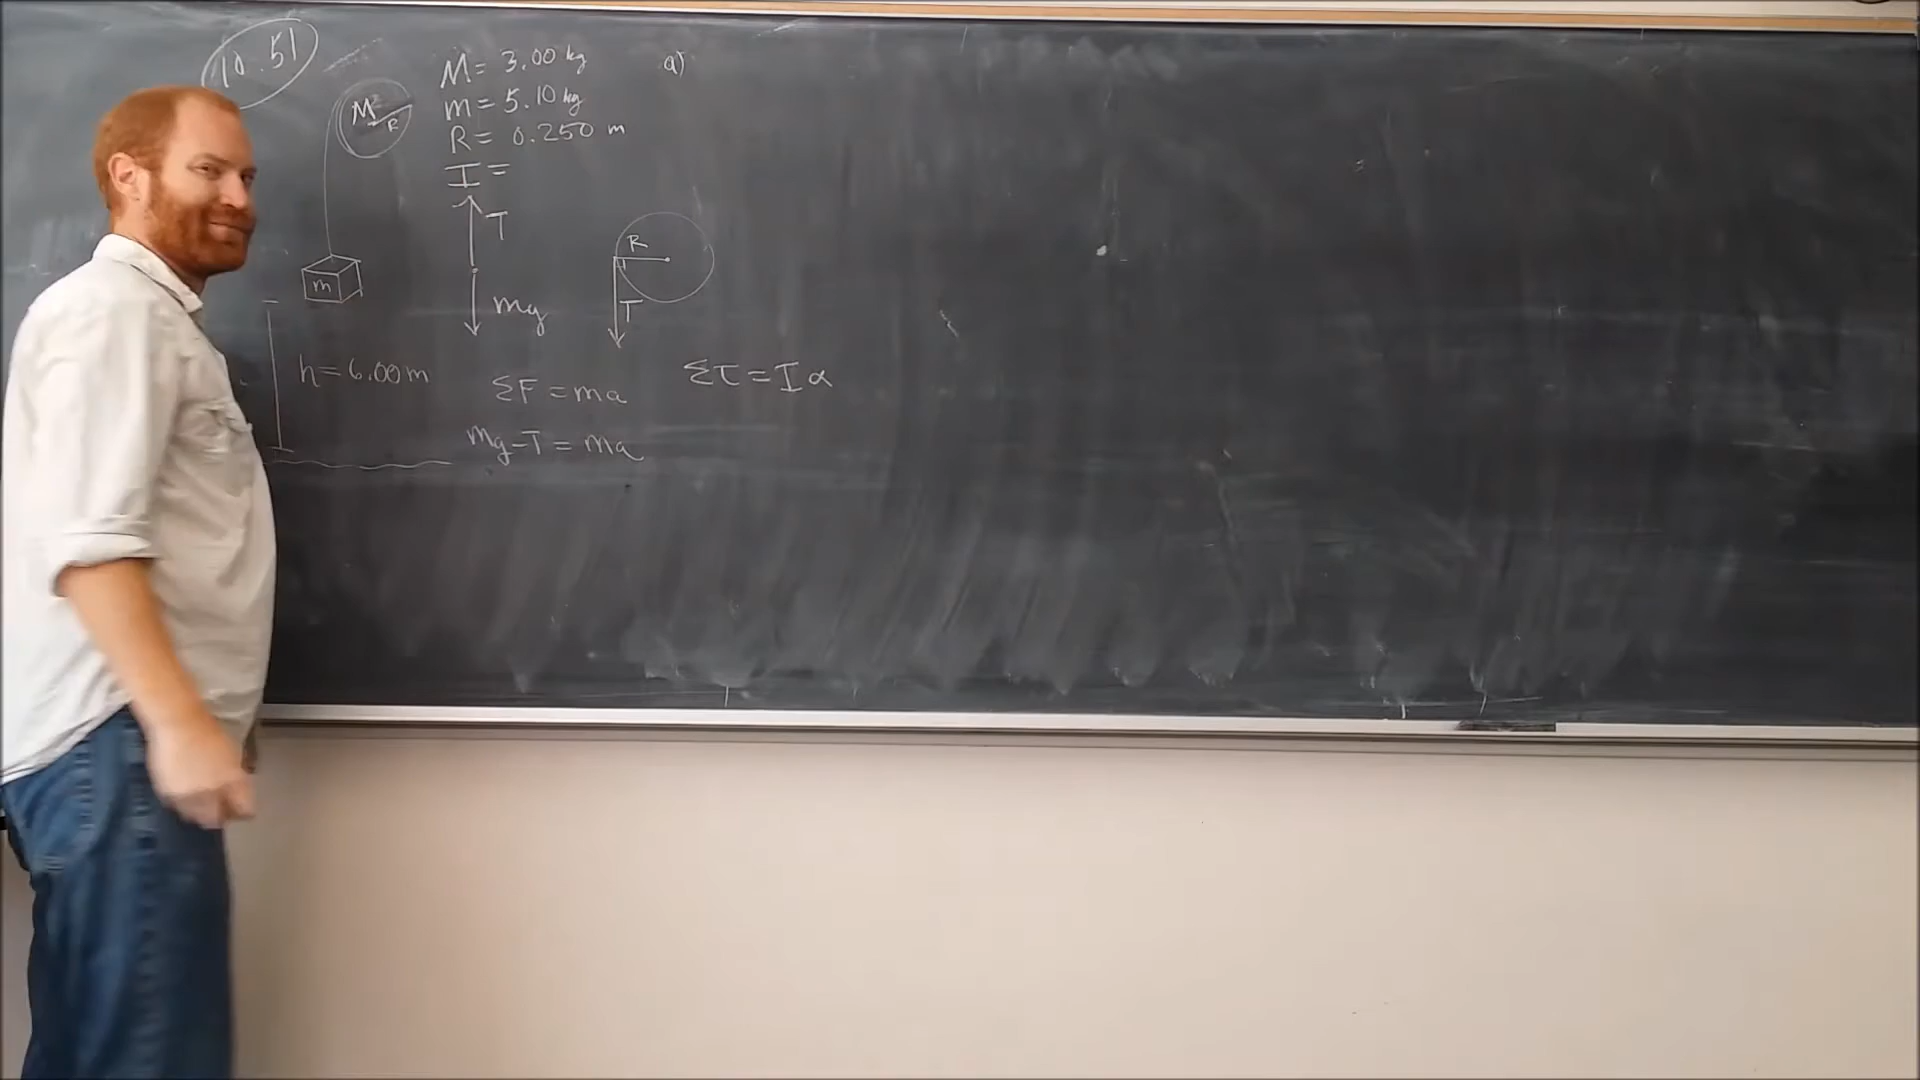 10.51
M
R
m
h = 6.00 m
M = 3.00 kg
m = 5.10 kg
R = 0.250 m
I =
T
mg
a)
R
T
ΣF = ma
mg - T = ma
Στ = Iα